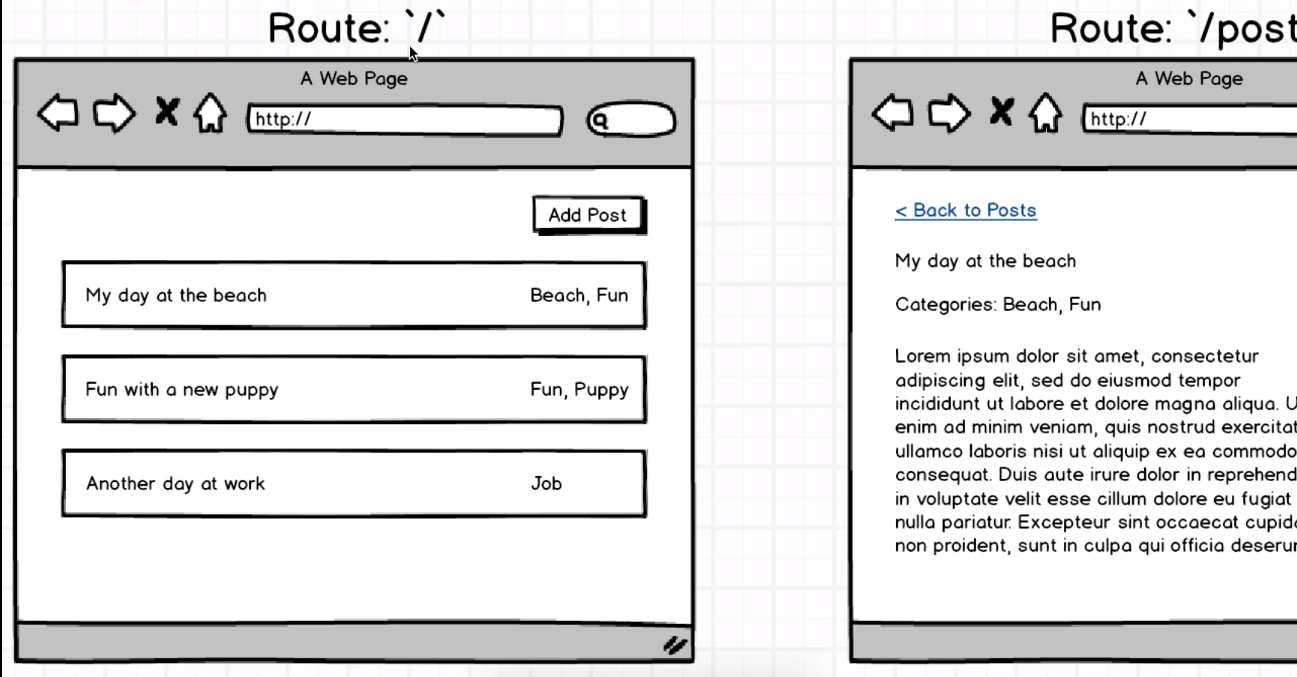 Route: `/`
A Web Page
http://
Add Post
My day at the beach
Beach, Fun
Fun with a new puppy
Fun, Puppy
Another day at work
Job
Route: `/post
A Web Page
http://
< Back to Posts
My day at the beach
Categories: Beach, Fun
Lorem ipsum dolor sit amet, consectetur
adipiscing elit, sed do eiusmod tempor
incididunt ut labore et dolore magna aliqua. U
enim ad minim veniam, quis nostrud exercitat
ullamco laboris nisi ut aliquip ex ea commodo
consequat. Duis aute irure dolor in reprehend
in voluptate velit esse cillum dolore eu fugiat
nulla pariatur. Excepteur sint occaecat cupida
non proident, sunt in culpa qui officia deserun